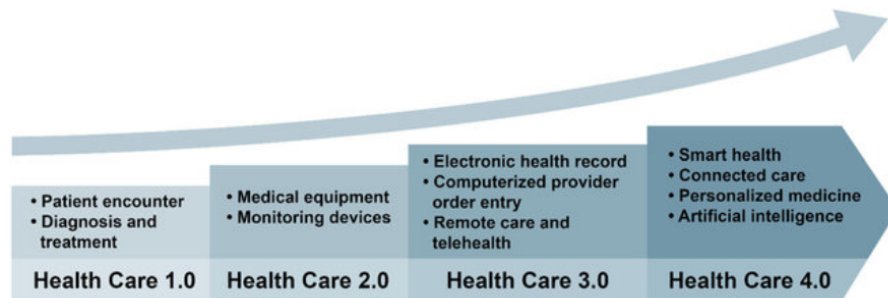 • Patient encounter
• Diagnosis and
treatment
Health Care 1.0
• Medical equipment
• Monitoring devices
Health Care 2.0
• Electronic health record
• Computerized provider
order entry
• Remote care and
telehealth
Health Care 3.0
• Smart health
• Connected care
• Personalized medicine
• Artificial intelligence
Health Care 4.0